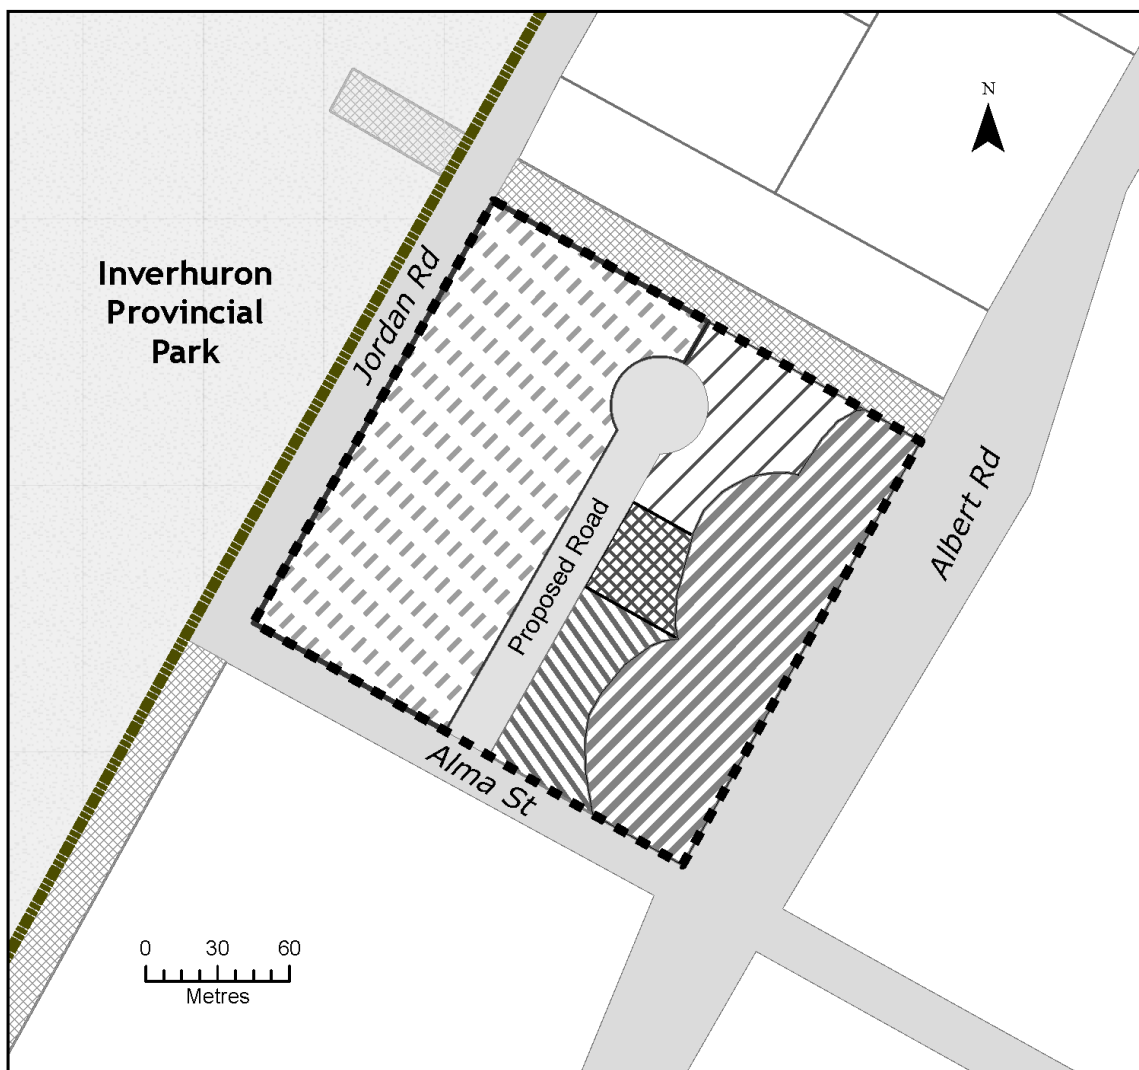 N
Inverhuron
Provincial
Park
Jordan Rd
Albert Rd
Proposed Road
Alma St
0 30 60
Metres